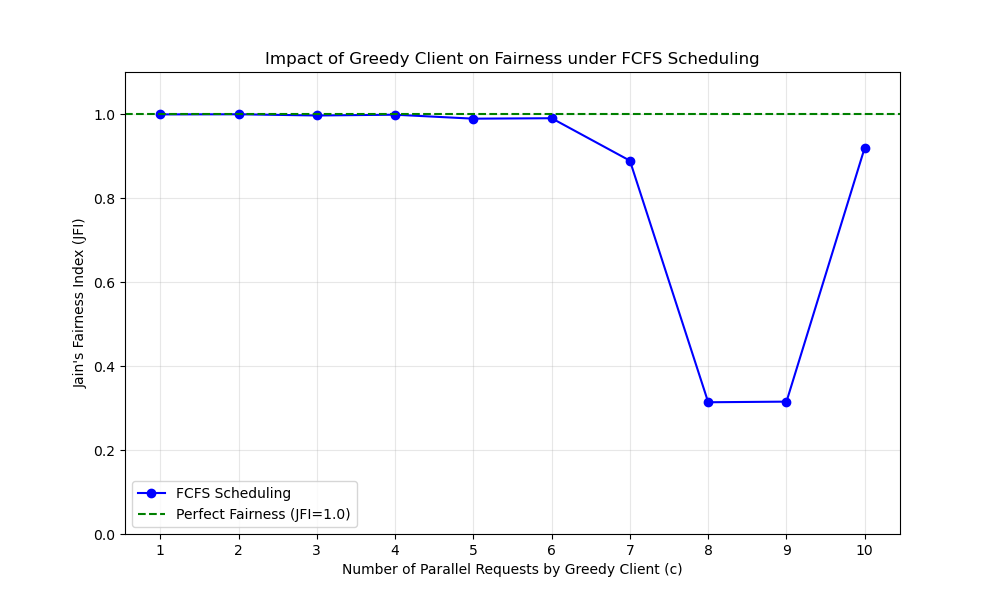 Impact of Greedy Client on Fairness under FCFS Scheduling
Jain's Fairness Index (JFI)
1.0
0.8
0.6
0.4
0.2
0.0
FCFS Scheduling
Perfect Fairness (JFI=1.0)
1 2 3 4 5 6 7 8 9 10
Number of Parallel Requests by Greedy Client (c)